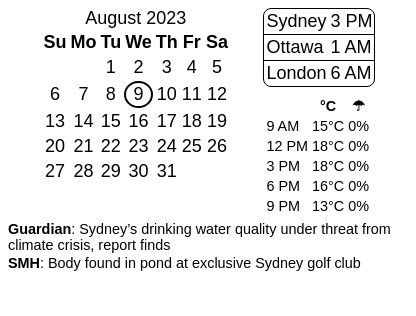 August 2023
Su Mo Tu We Th Fr Sa
1 2 3 4 5
6 7 8 9 10 11 12
13 14 15 16 17 18 19
20 21 22 23 24 25 26
27 28 29 30 31
Sydney 3 PM
Ottawa 1 AM
London 6 AM
°C ☂
9 AM 15°C 0%
12 PM 18°C 0%
3 PM 18°C 0%
6 PM 16°C 0%
9 PM 13°C 0%
Guardian: Sydney’s drinking water quality under threat from
climate crisis, report finds
SMH: Body found in pond at exclusive Sydney golf club